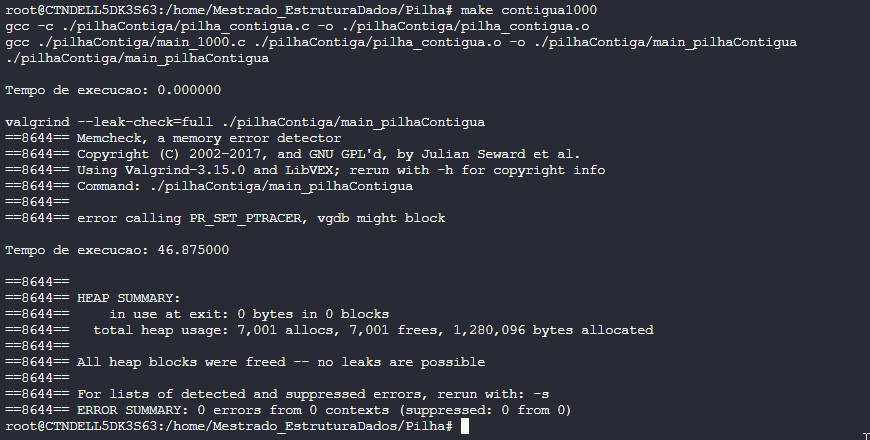 root@CTNDELL5DK3S63:/home/Mestrado_EstruturaDados/Pilha# make contigua1000
gcc -c ./pilhaContiga/pilha_contigua.c -o ./pilhaContiga/pilha_contigua.o
gcc ./pilhaContiga/main_1000.c ./pilhaContiga/pilha_contigua.o -o ./pilhaContiga/main_pilhaContigua
./pilhaContiga/main_pilhaContigua
Tempo de execucao: 0.000000
valgrind --leak-check=full ./pilhaContiga/main_pilhaContigua
==8644== Memcheck, a memory error detector
==8644== Copyright (C) 2002-2017, and GNU GPL'd, by Julian Seward et al.
==8644== Using Valgrind-3.15.0 and LibVEX; rerun with -h for copyright info
==8644== Command: ./pilhaContiga/main_pilhaContigua
==8644==
==8644== error calling PR_SET_PTRACER, vgdb might block
Tempo de execucao: 46.875000
==8644==
==8644== HEAP SUMMARY:
==8644==     in use at exit: 0 bytes in 0 blocks
==8644==   total heap usage: 7,001 allocs, 7,001 frees, 1,280,096 bytes allocated
==8644==
==8644== All heap blocks were freed -- no leaks are possible
==8644==
==8644== For lists of detected and suppressed errors, rerun with: -s
==8644== ERROR SUMMARY: 0 errors from 0 contexts (suppressed: 0 from 0)
root@CTNDELL5DK3S63:/home/Mestrado_EstruturaDados/Pilha#